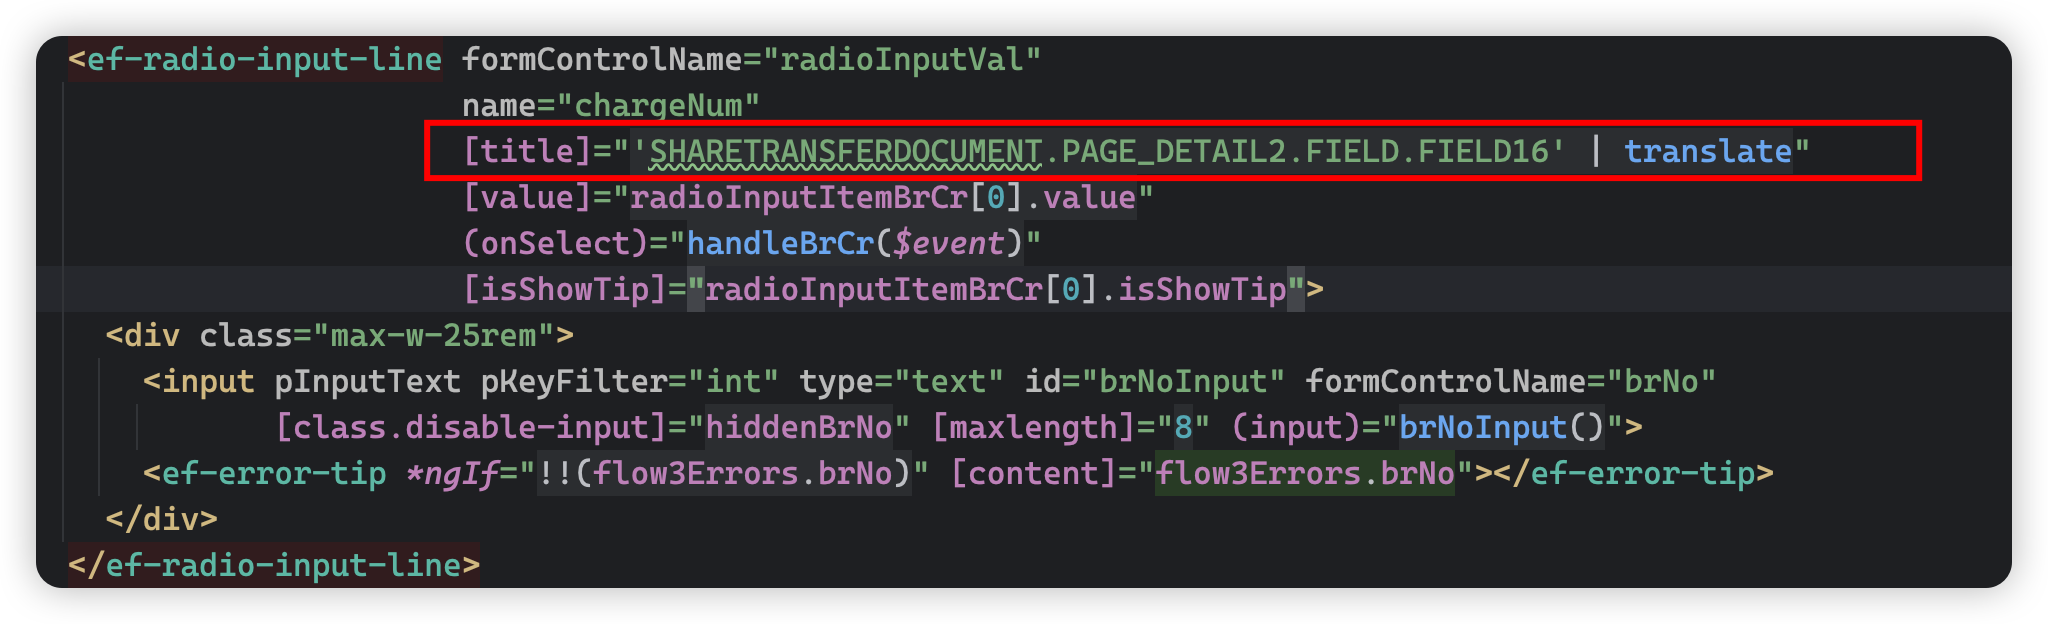 <ef-radio-input-line formControlName="radioInputVal"
name="chargeNum"
[title]="'SHARETRANSFERDOCUMENT.PAGE_DETAIL2.FIELD.FIELD16' | translate"
[value]="radioInputItemBrCr[0].value"
(onSelect)="handleBrCr($event)"
[isShowTip]="radioInputItemBrCr[0].isShowTip">
<div class="max-w-25rem">
<input pInputText pKeyFilter="int" type="text" id="brNoInput" formControlName="brNo"
[class.disable-input]="hiddenBrNo" [maxlength]="8" (input)="brNoInput()">
<ef-error-tip *ngIf="!!(flow3Errors.brNo)" [content]="flow3Errors.brNo"></ef-error-tip>
</div>
</ef-radio-input-line>